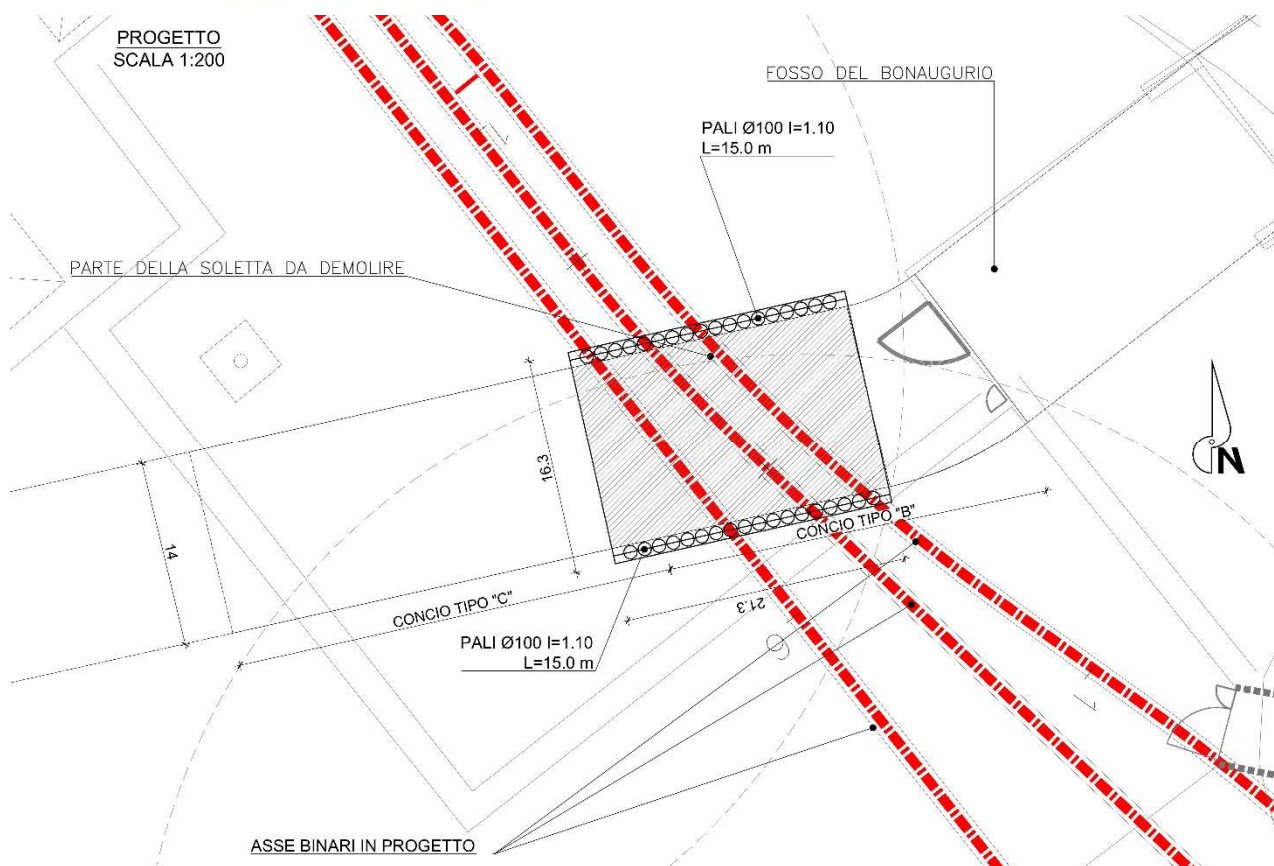 PROGETTO
SCALA 1:200
FOSSO DEL BONAUGURIO
PALI Ø100 I=1.10
L=15.0 m
PARTE DELLA SOLETTA DA DEMOLIRE
16.3
14
CONCIO TIPO "B"
CONCIO TIPO "C"
21.3
PALI Ø100 I=1.10
L=15.0 m
N
ASSE BINARI IN PROGETTO